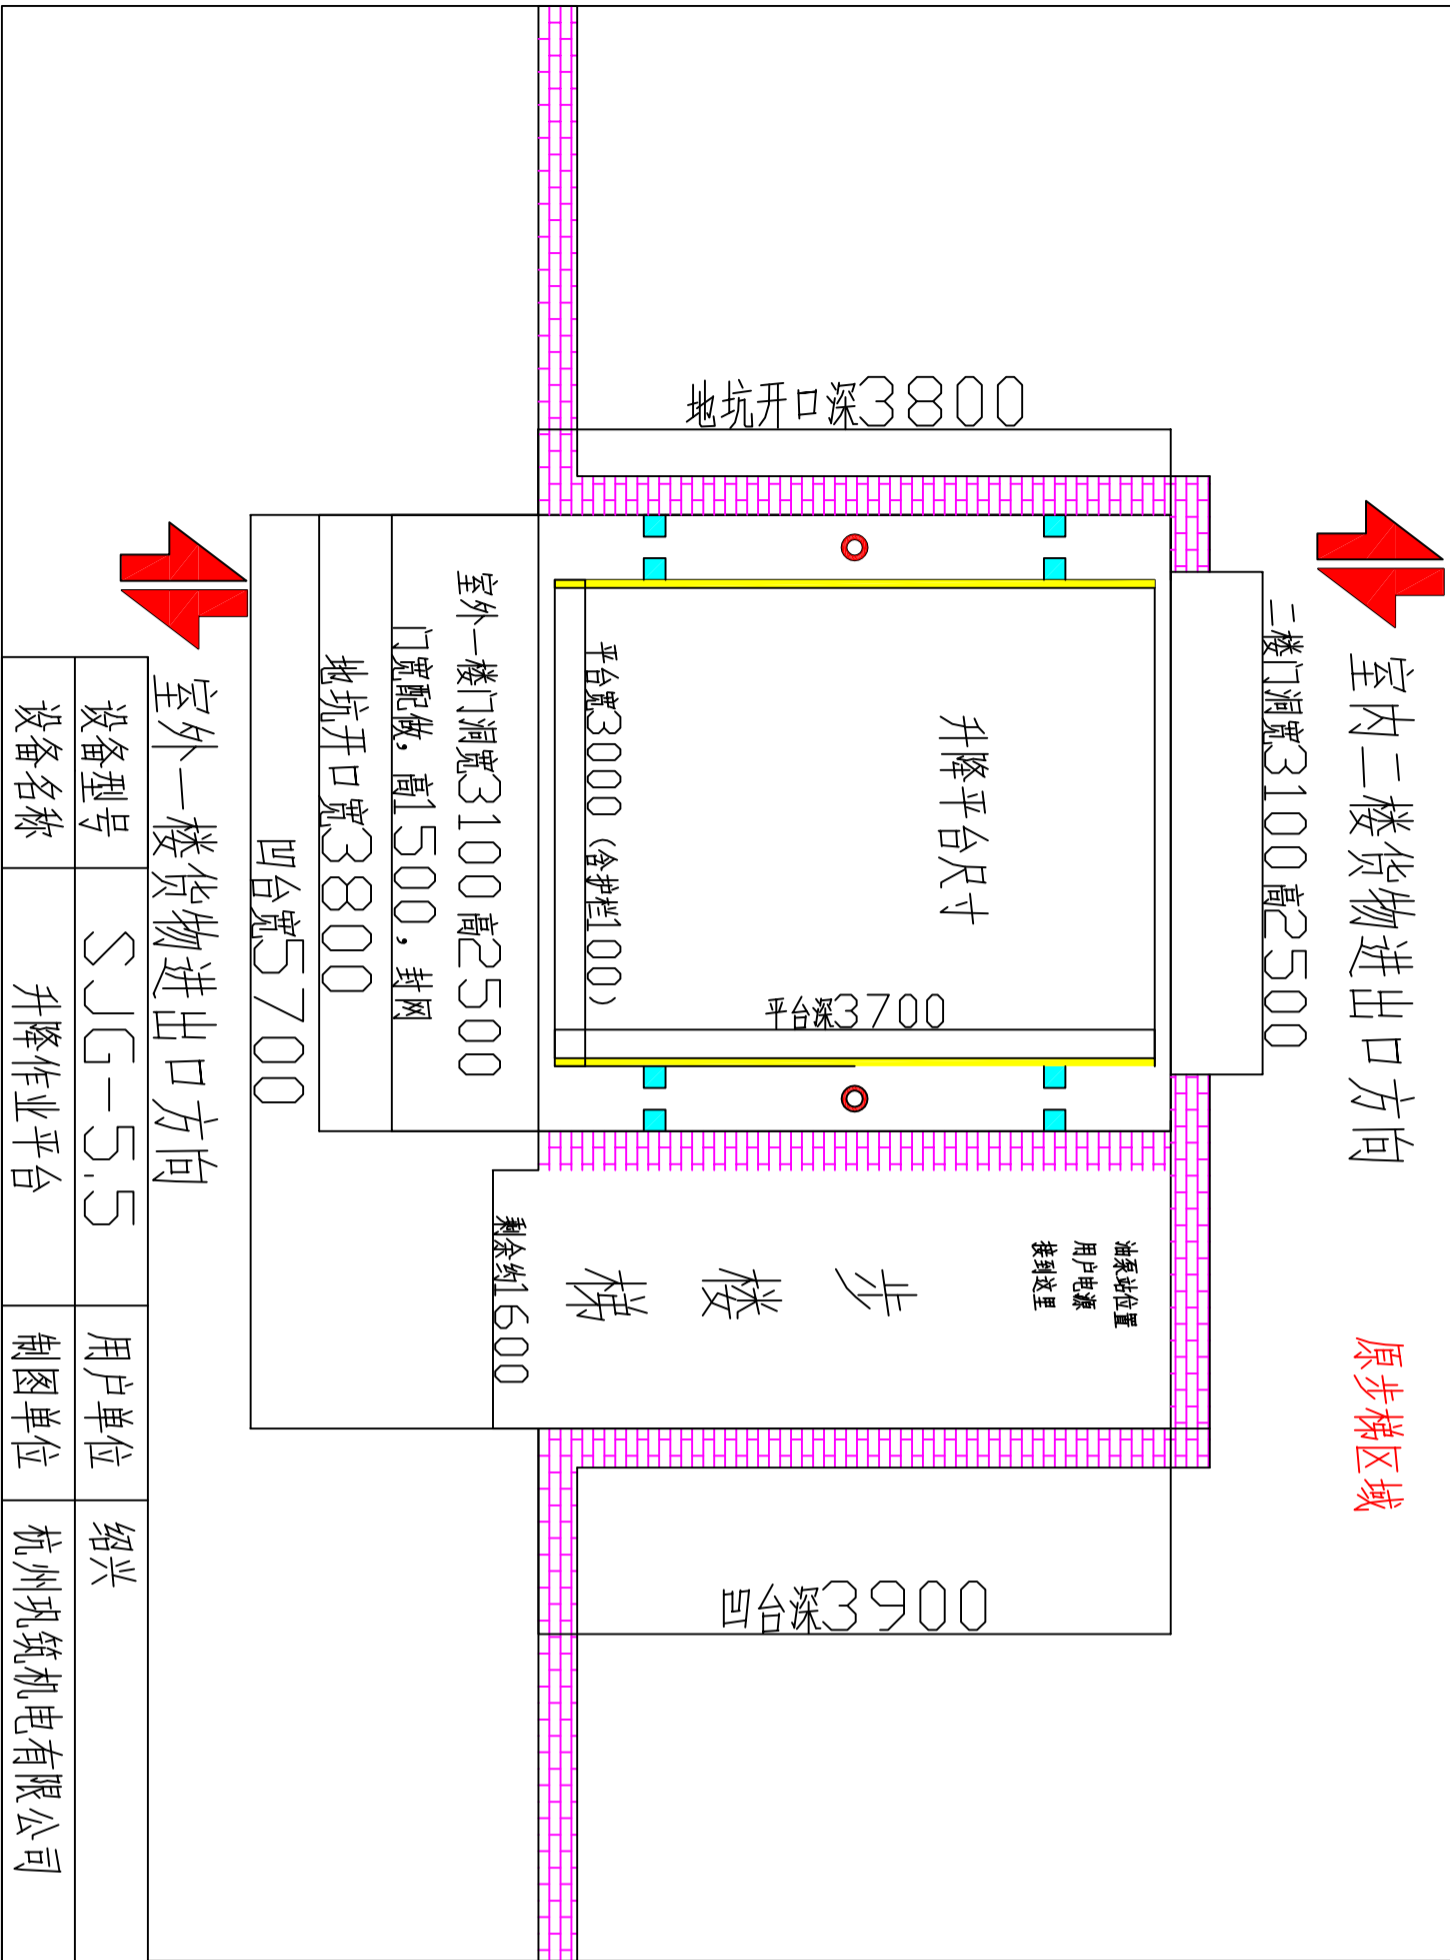 室内二楼货物进出口方向
原步梯区域
二楼门洞宽3100高2500
地坑开口深3800
升降平台尺寸
平台深3700
平台宽3000（含护栏100）
油泵站位置
用户电源
接到这里
步
楼
梯
剩余约1600
凹台深3900
室外一楼门洞宽3100高2500
门宽配做，高1500，封网
地坑开口宽3800
凹台宽5700
室外一楼货物进出口方向
设备型号 SJG-5.5 用户单位 绍兴
设备名称 升降作业平台 制图单位 杭州巩筑机电有限公司